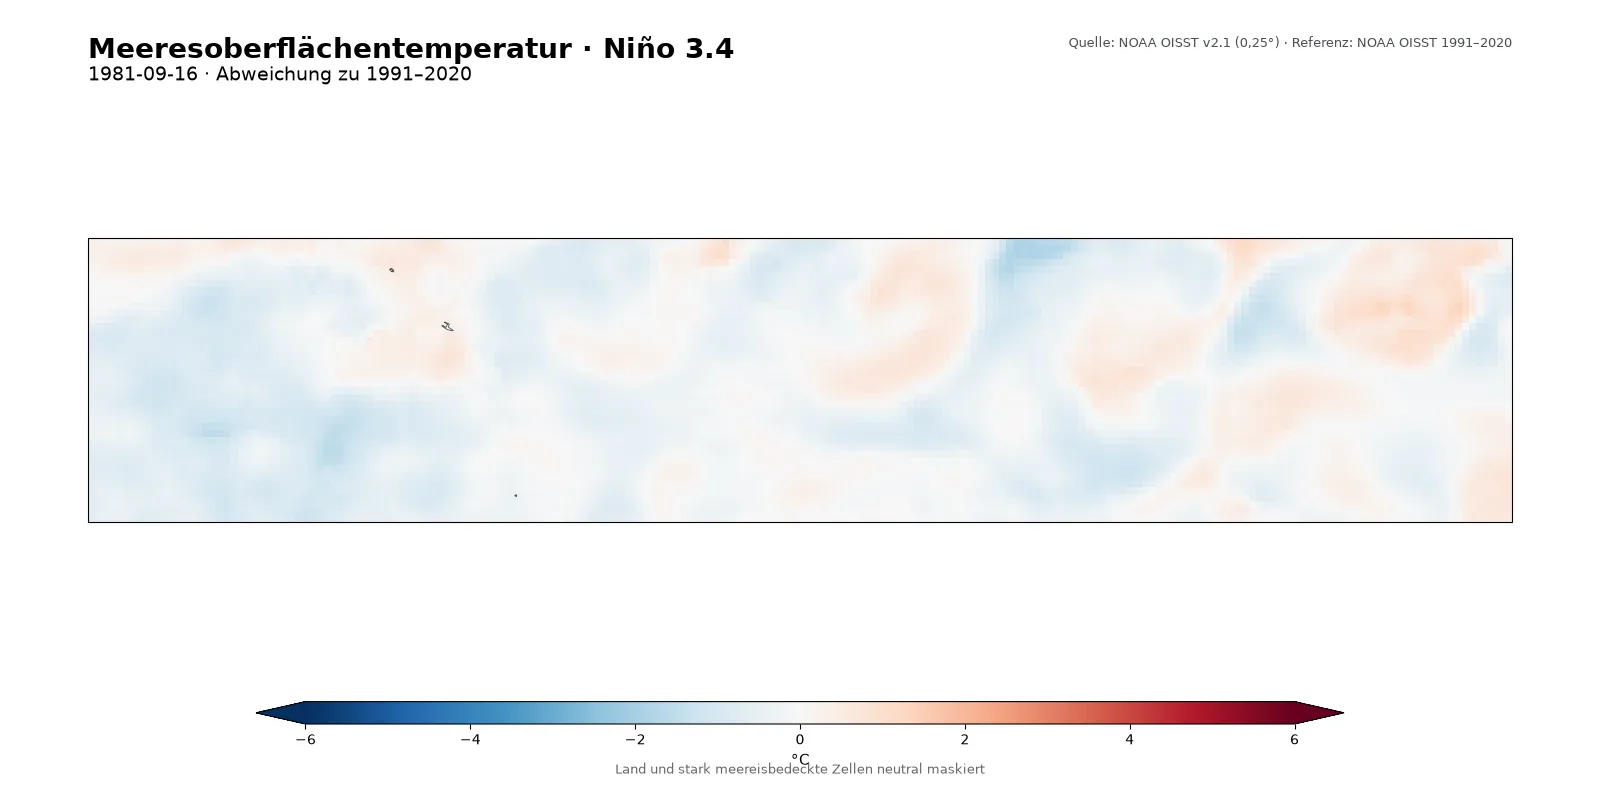 Meeresoberflächentemperatur · Niño 3.4
1981-09-16 · Abweichung zu 1991–2020
Quelle: NOAA OISST v2.1 (0,25°) · Referenz: NOAA OISST 1991–2020
−6 −4 −2 0 2 4 6
°C
Land und stark meereisbedeckte Zellen neutral maskiert